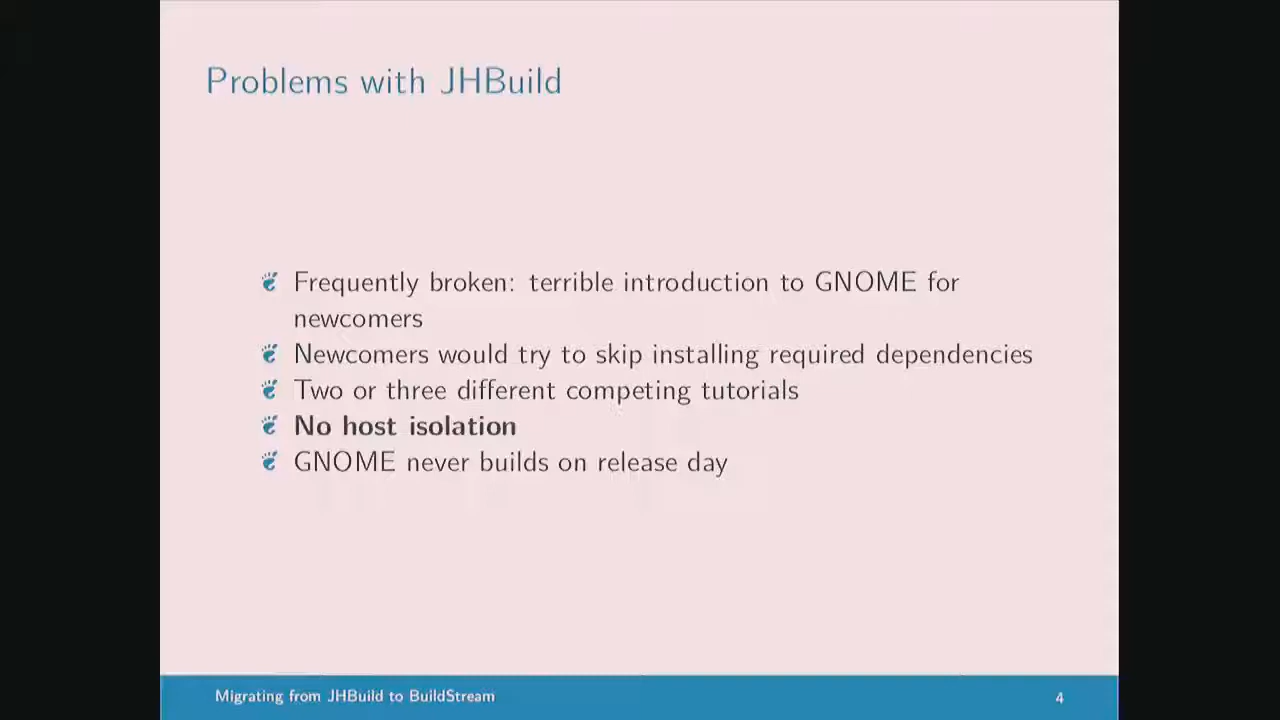 Problems with JHBuild
Frequently broken: terrible introduction to GNOME for
newcomers
Newcomers would try to skip installing required dependencies
Two or three different competing tutorials
No host isolation
GNOME never builds on release day
Migrating from JHBuild to BuildStream
4